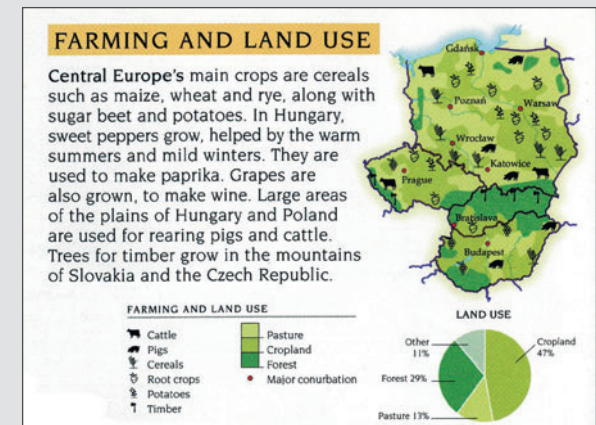 FARMING AND LAND USE
Central Europe's main crops are cereals
such as maize, wheat and rye, along with
sugar beet and potatoes. In Hungary,
sweet peppers grow, helped by the warm
summers and mild winters. They are
used to make paprika. Grapes are
also grown, to make wine. Large areas
of the plains of Hungary and Poland
are used for rearing pigs and cattle.
Trees for timber grow in the mountains
of Slovakia and the Czech Republic.
Gdańsk
Poznań
Warsaw
Wrocław
Katowice
Prague
Bratislava
Budapest
FARMING AND LAND USE
Cattle
Pigs
Cereals
Root crops
Potatoes
Timber
Pasture
Cropland
Forest
Major conurbation
LAND USE
Other
11%
Cropland
47%
Forest 29%
Pasture 13%